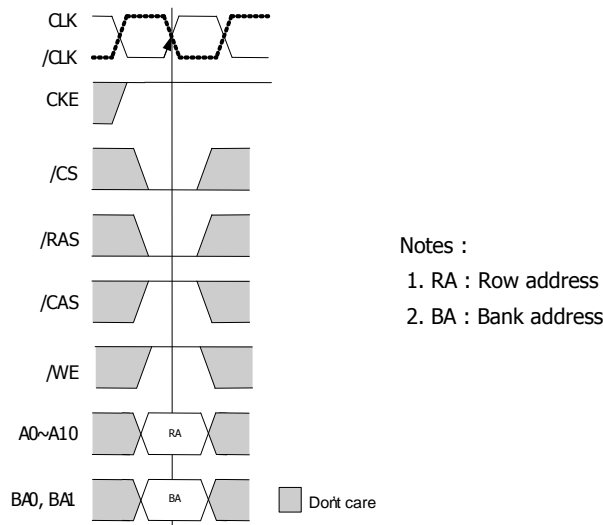 CLK
/CLK
CKE
/CS
/RAS
/CAS
/WE
A0~A10 RA
BA0, BA1 BA
Notes :
1. RA : Row address
2. BA : Bank address
Don't care